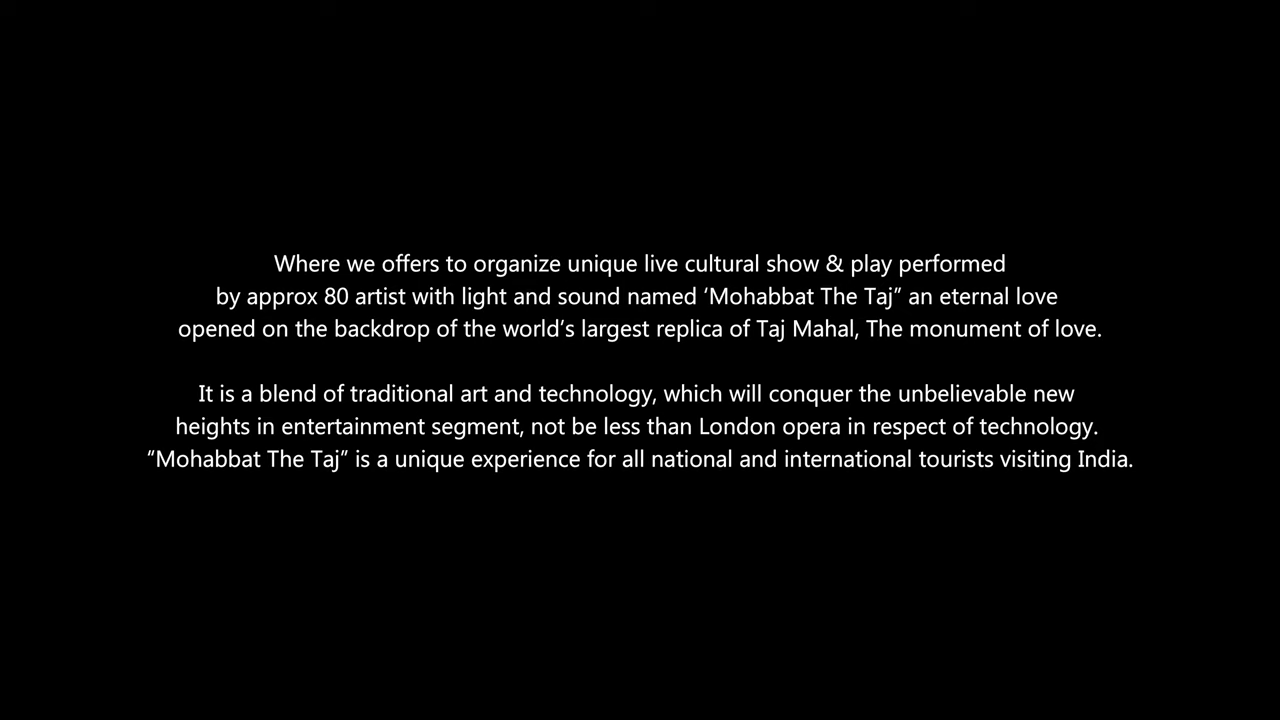 Where we offers to organize unique live cultural show & play performed
by approx 80 artist with light and sound named ‘Mohabbat The Taj” an eternal love
opened on the backdrop of the world’s largest replica of Taj Mahal, The monument of love.
It is a blend of traditional art and technology, which will conquer the unbelievable new
heights in entertainment segment, not be less than London opera in respect of technology.
“Mohabbat The Taj” is a unique experience for all national and international tourists visiting India.